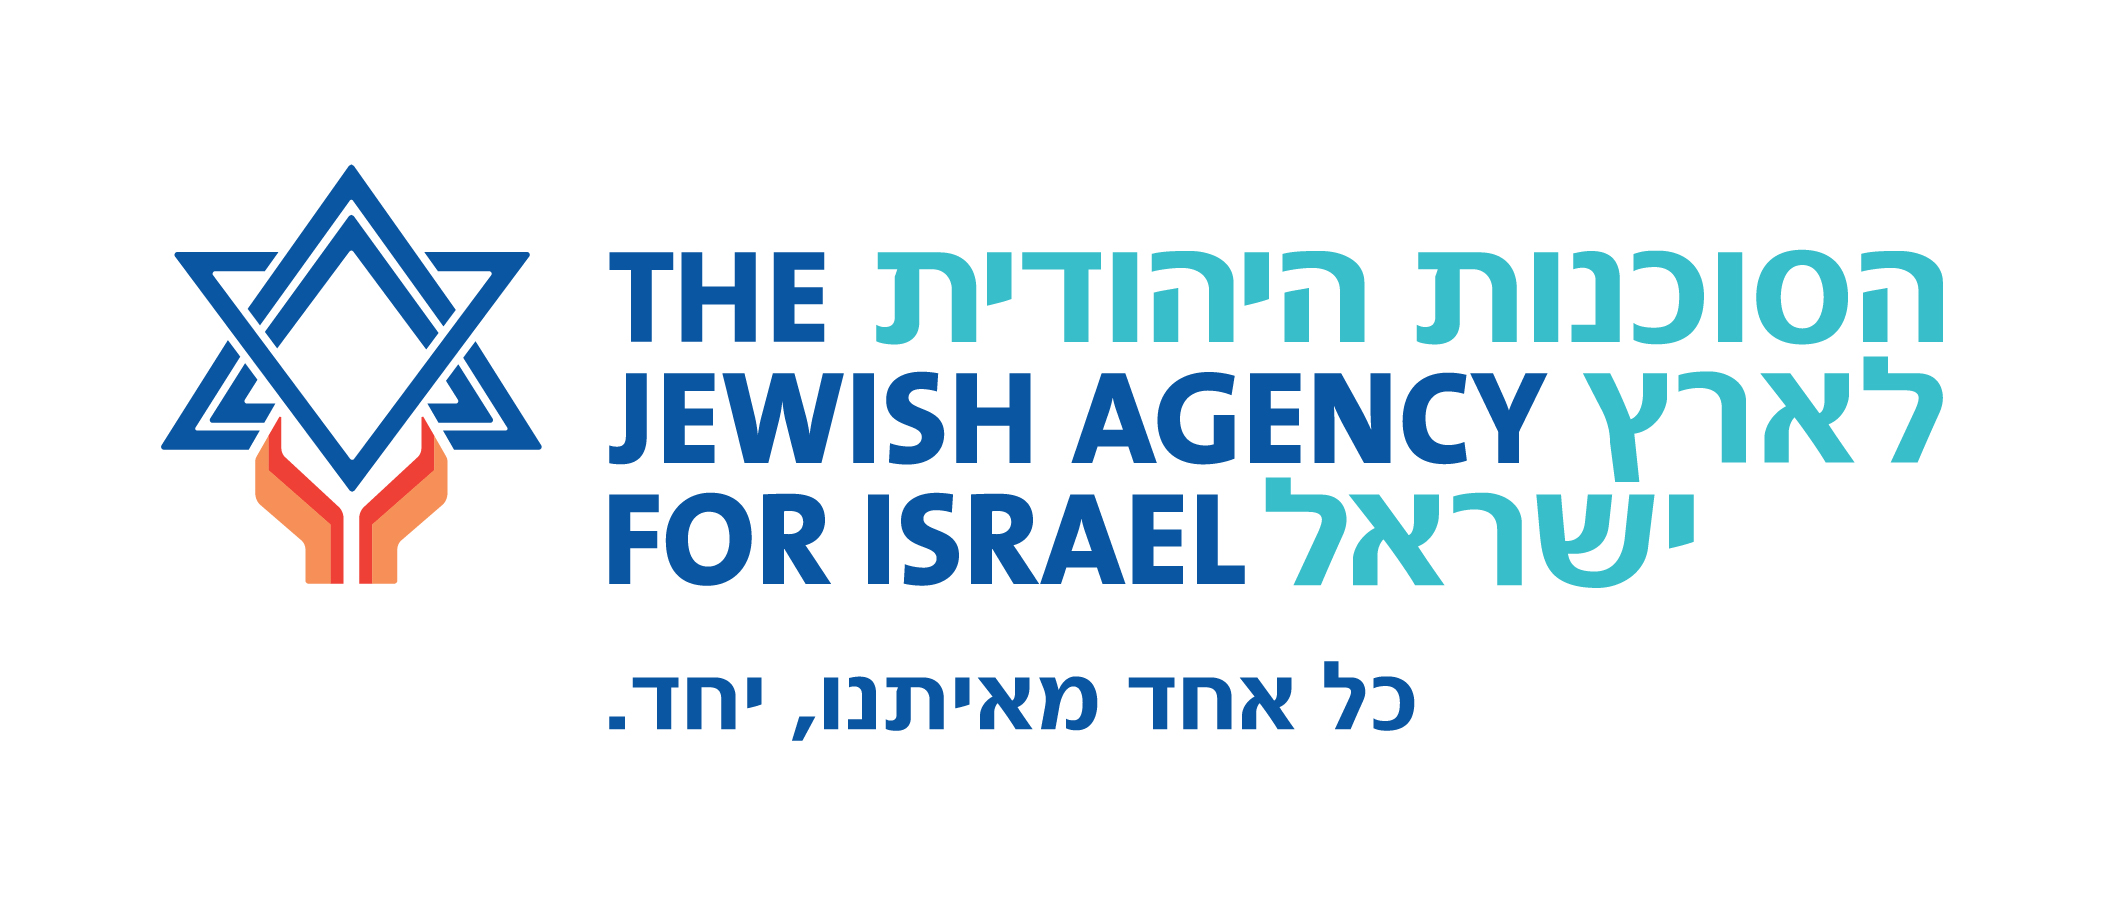 THE הסוכנות היהודית
JEWISH AGENCY לארץ
FOR ISRAEL ישראל
כל אחד מאיתנו, יחד.